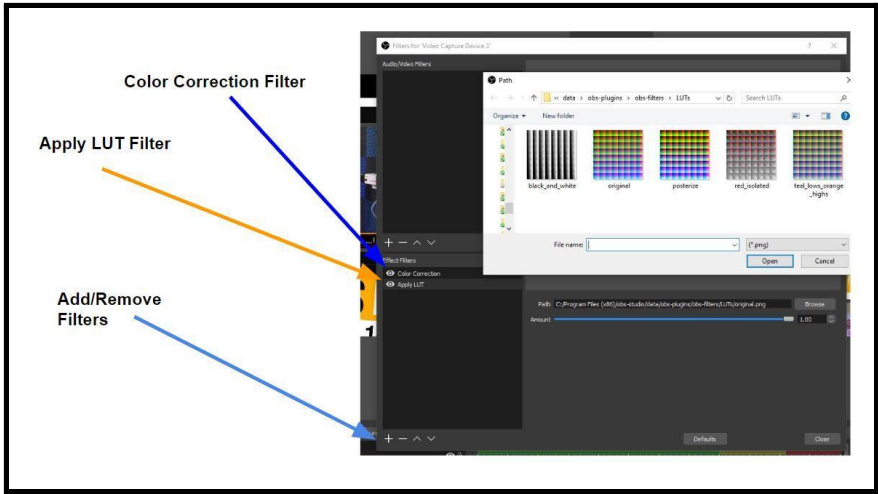 Color Correction Filter
Apply LUT Filter
Add/Remove
Filters
Filters for 'Video Capture Device 3'
Audio/Video Filters
Path
« data › obs-plugins › obs-filters › LUTs
Search LUTs
Organize
New folder
black_and_white
original
posterize
red_isolated
teal_lows_orange
_highs
File name:
(*.png)
Open
Cancel
Effect Filters
Color Correction
Apply LUT
Path
C:/Program Files (x86)/obs-studio/data/obs-plugins/obs-filters/LUTs/original.png
Browse
Amount
1.00
Defaults
Close